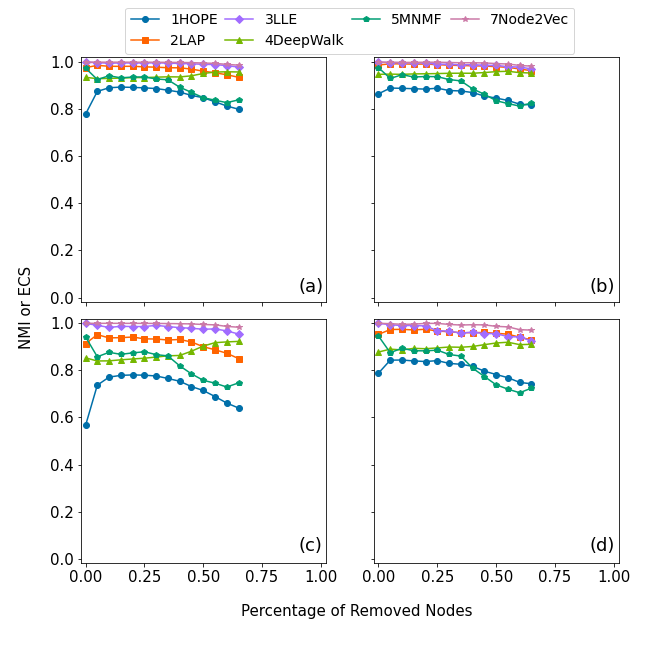 1HOPE 3LLE 5MNMF 7Node2Vec
2LAP 4DeepWalk
1.0
0.8
0.6
0.4
0.2
0.0
(a) (b)
NMI or ECS
1.0
0.8
0.6
0.4
0.2
0.0
(c) (d)
0.00 0.25 0.50 0.75 1.00 0.00 0.25 0.50 0.75 1.00
Percentage of Removed Nodes